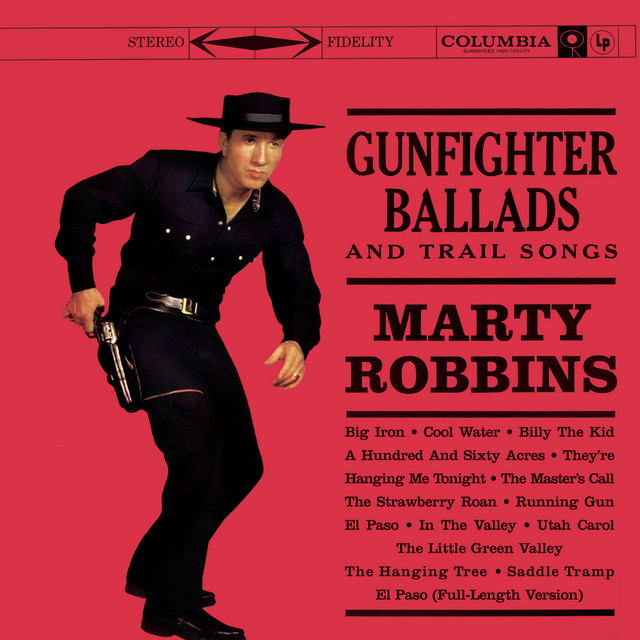 STEREO FIDELITY
COLUMBIA
GUARANTEED HIGH FIDELITY
Lp
GUNFIGHTER
BALLADS
AND TRAIL SONGS
MARTY
ROBBINS
Big Iron • Cool Water • Billy The Kid
A Hundred And Sixty Acres • They're
Hanging Me Tonight • The Master's Call
The Strawberry Roan • Running Gun
El Paso • In The Valley • Utah Carol
The Little Green Valley
The Hanging Tree • Saddle Tramp
El Paso (Full-Length Version)